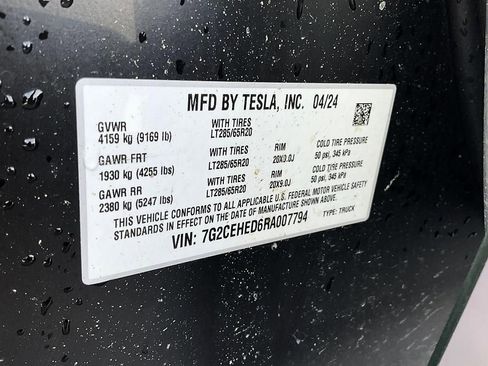 MFD BY TESLA, INC. 04/24
GVWR
4159 kg (9169 lb)
WITH TIRES
LT285/65R20
GAWR FRT
1930 kg (4255 lbs)
WITH TIRES
LT285/65R20
RIM
20X9.0J
COLD TIRE PRESSURE
50 psi, 345 kPa
GAWR RR
2380 kg (5247 lbs)
WITH TIRES
LT285/65R20
RIM
20X9.0J
COLD TIRE PRESSURE
50 psi, 345 kPa
THIS VEHICLE CONFORMS TO ALL APPLICABLE U.S. FEDERAL MOTOR VEHICLE SAFETY
STANDARDS IN EFFECT ON THE DATE OF MANUFACTURE SHOWN ABOVE.
VIN: 7G2CEHED6RA007794
TYPE: TRUCK